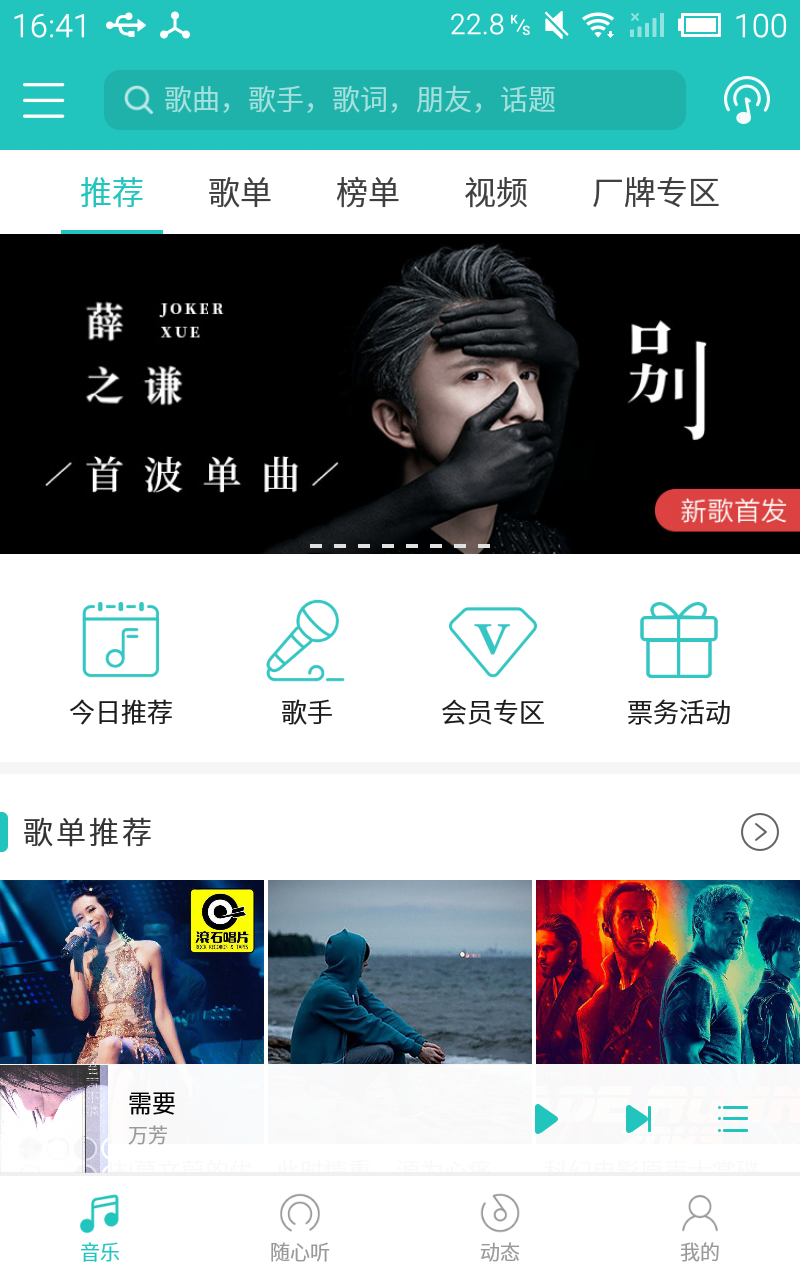 16:41
22.8 K/s
100
歌曲，歌手，歌词，朋友，话题
推荐 歌单 榜单 视频 厂牌专区
薛之谦
JOKER XUE
首波单曲
别
新歌首发
今日推荐 歌手 会员专区 票务活动
V
歌单推荐
滚石唱片
ROCK RECORDS & TAPES
需要
万芳
音乐 随心听 动态 我的